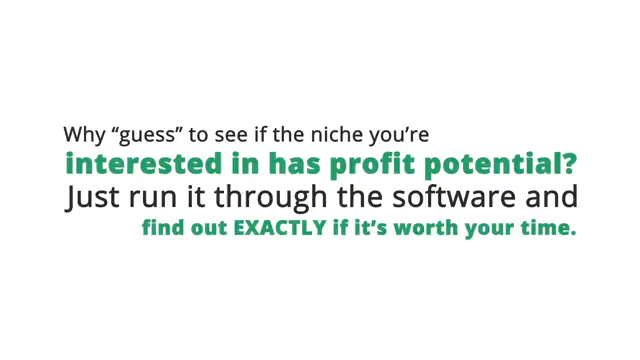 Why “guess” to see if the niche you’re
interested in has profit potential?
Just run it through the software and
find out EXACTLY if it’s worth your time.